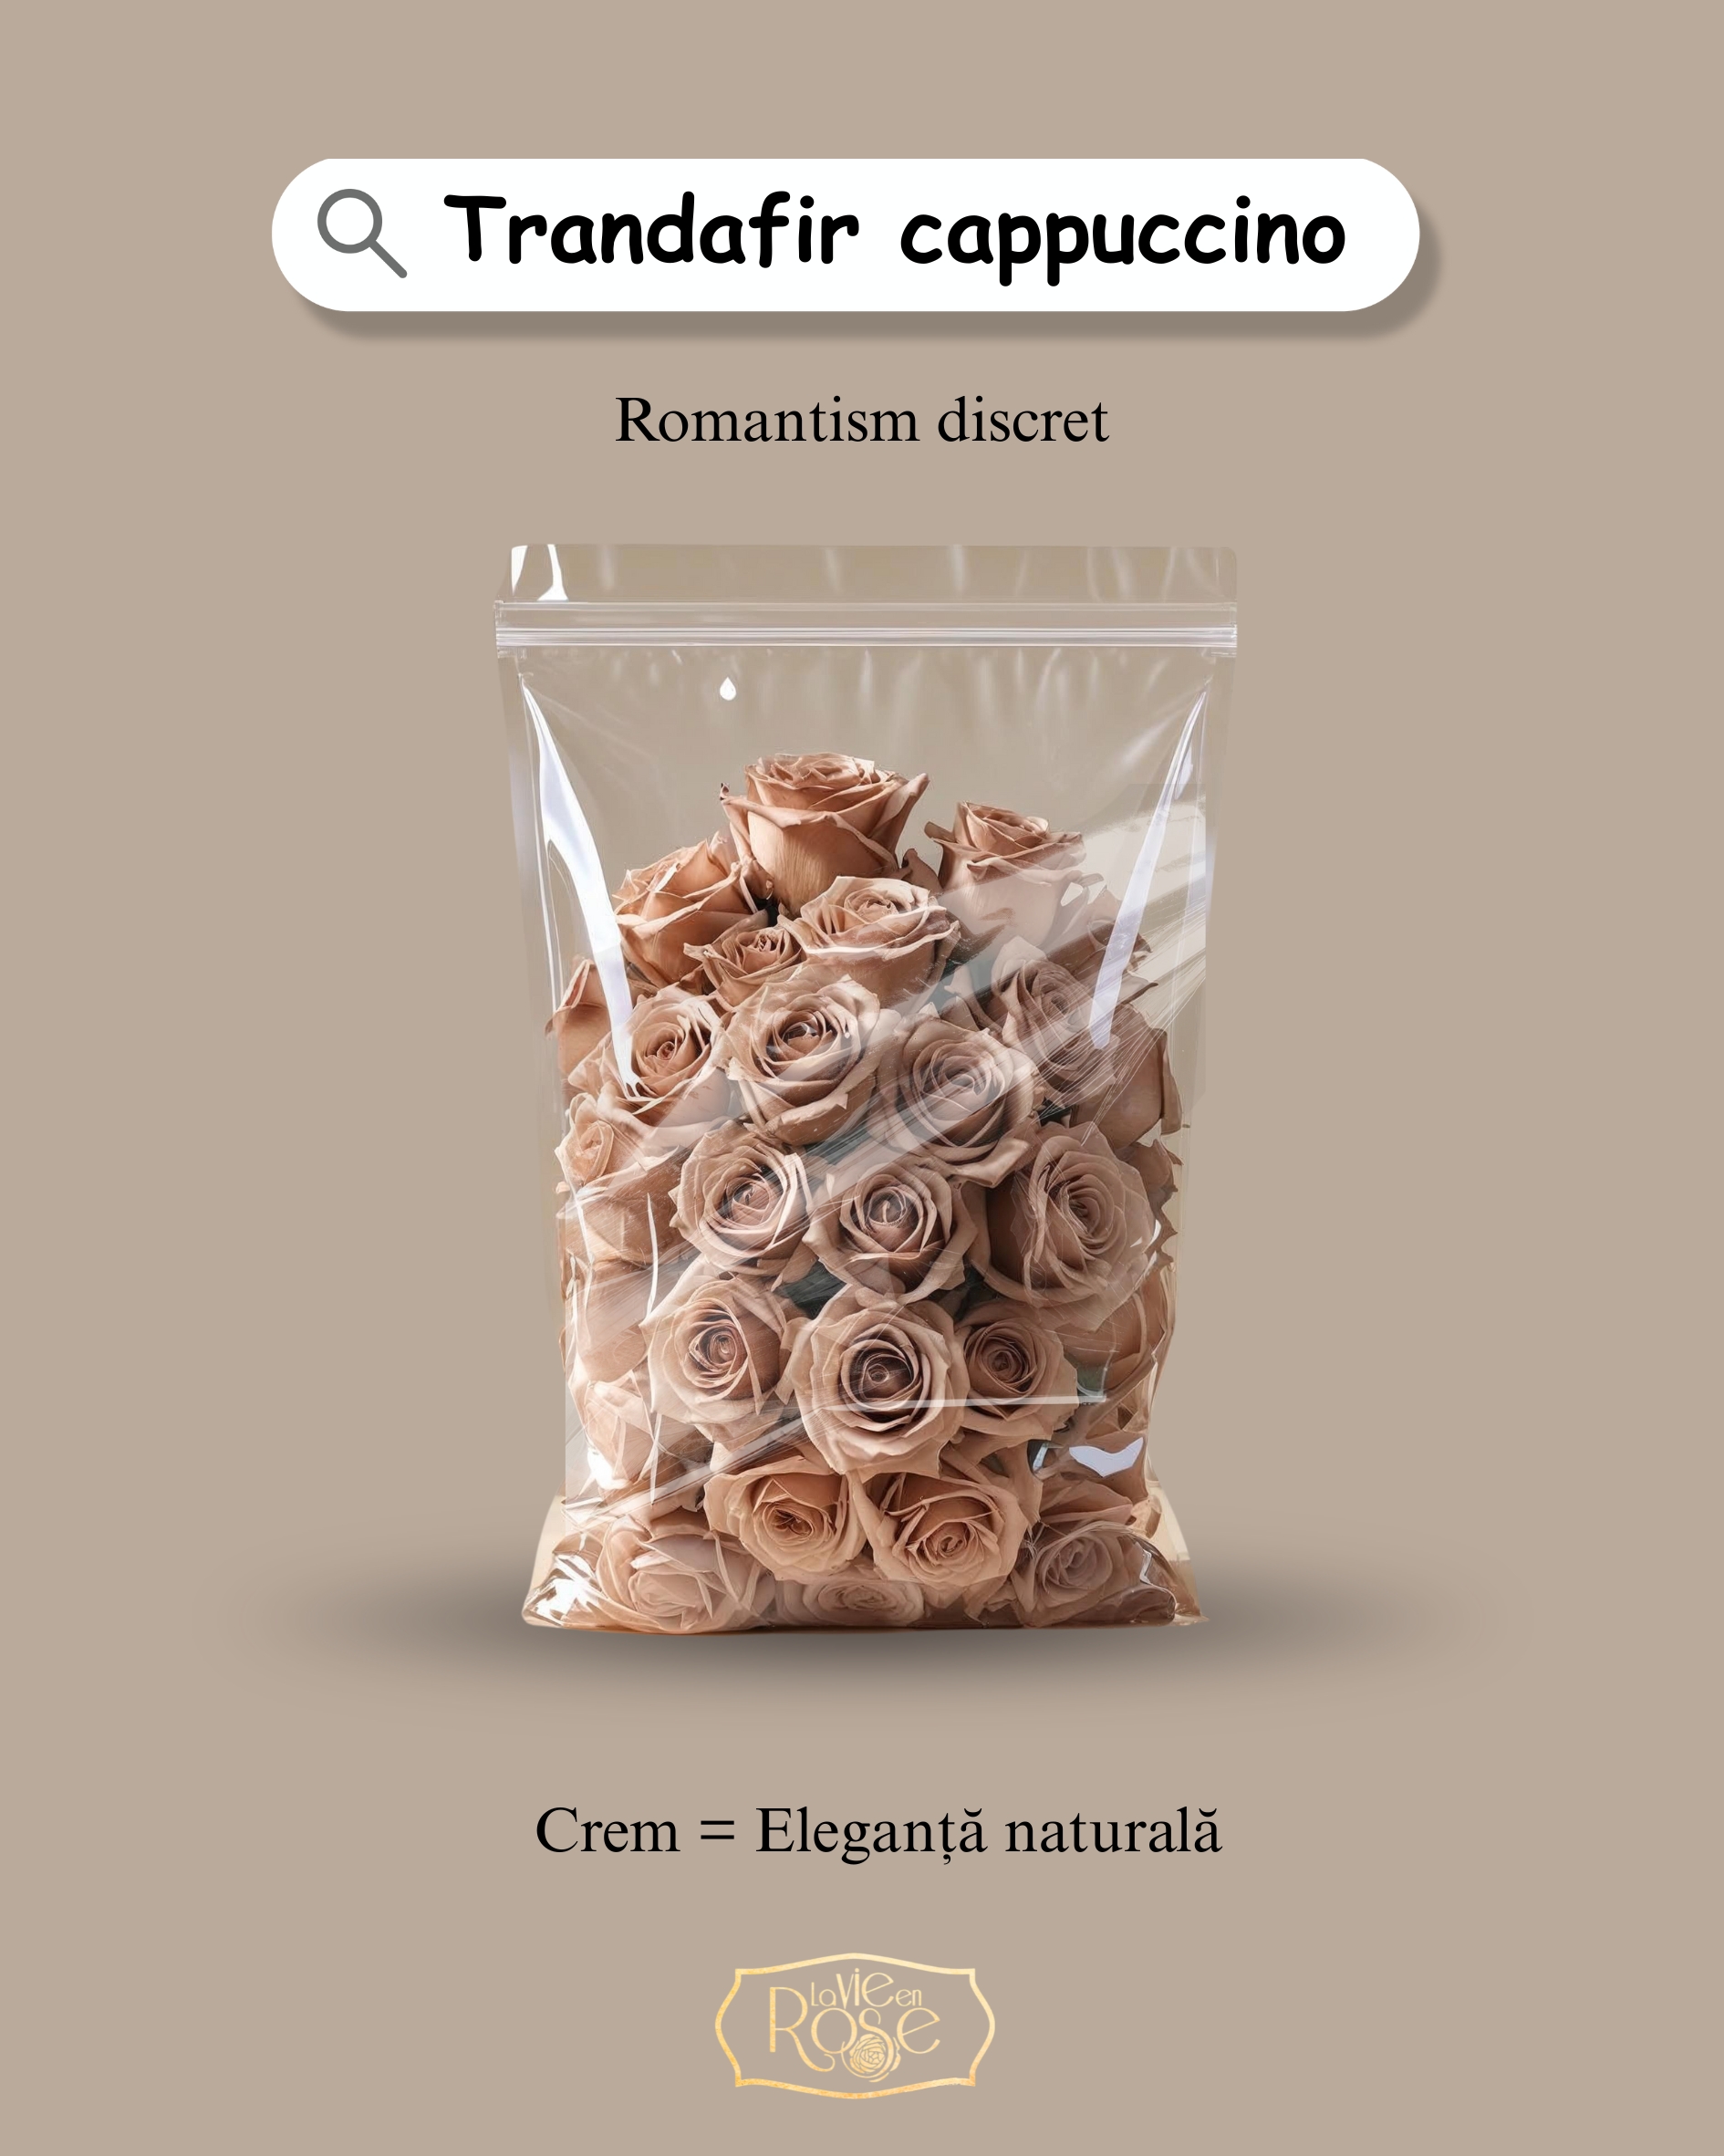 Trandafir cappuccino
Romantism discret
Crem = Eleganță naturală
La vie en
Rose